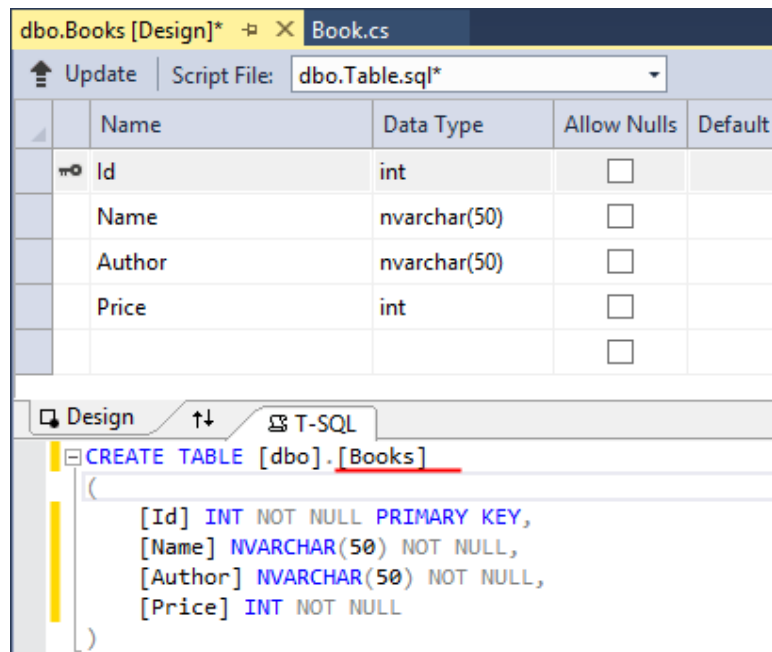 dbo.Books [Design]* Book.cs
Update Script File: dbo.Table.sql*
Name Data Type Allow Nulls Default
Id int
Name nvarchar(50)
Author nvarchar(50)
Price int
Design T-SQL
CREATE TABLE [dbo].[Books]
(
[Id] INT NOT NULL PRIMARY KEY,
[Name] NVARCHAR(50) NOT NULL,
[Author] NVARCHAR(50) NOT NULL,
[Price] INT NOT NULL
)